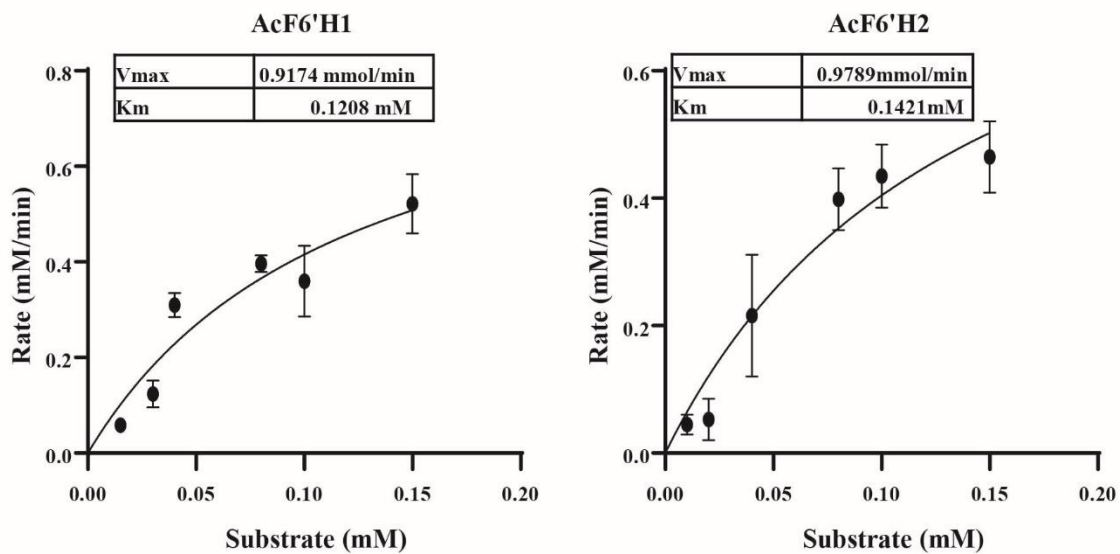 AcF6'H1
Vmax 0.9174 mmol/min
Km 0.1208 mM
0.8
0.6
0.4
0.2
0.0
Rate (mM/min)
0.00 0.05 0.10 0.15 0.20
Substrate (mM)
AcF6'H2
Vmax 0.9789mmol/min
Km 0.1421mM
0.6
0.4
0.2
0.0
Rate (mM/min)
0.00 0.05 0.10 0.15 0.20
Substrate (mM)